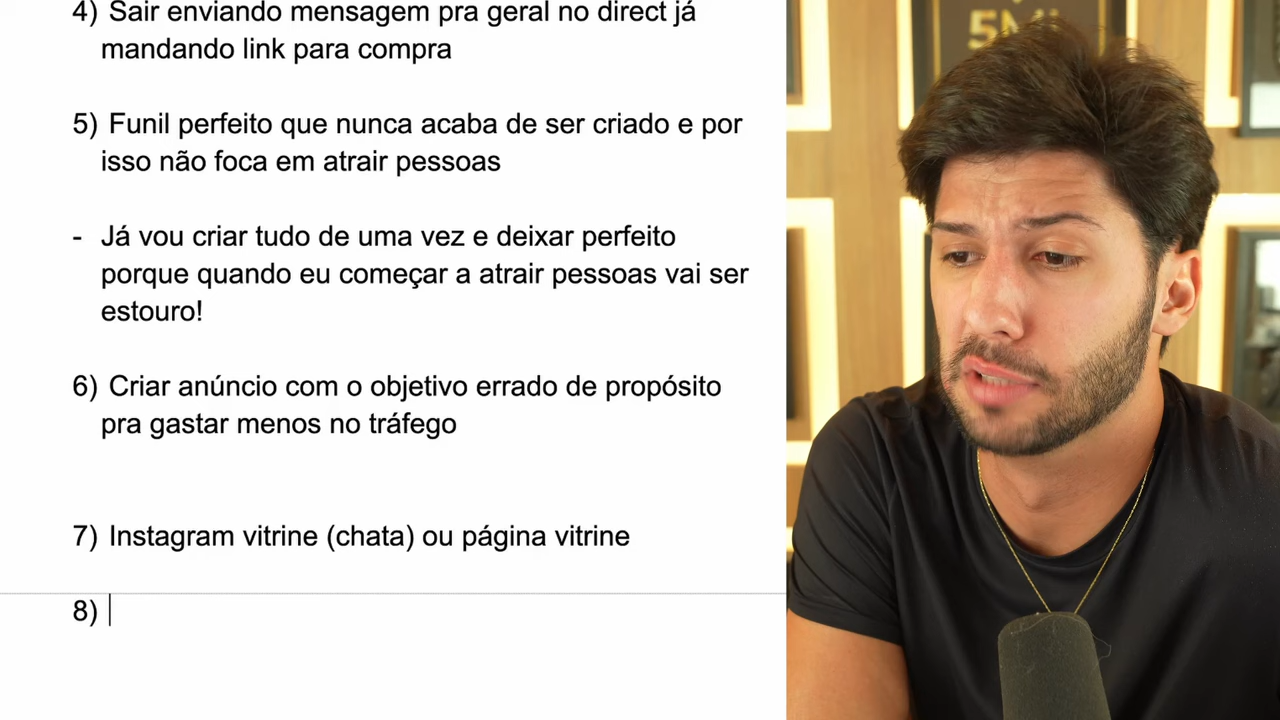 4) Sair enviando mensagem pra geral no direct já
mandando link para compra
5) Funil perfeito que nunca acaba de ser criado e por
isso não foca em atrair pessoas
- Já vou criar tudo de uma vez e deixar perfeito
porque quando eu começar a atrair pessoas vai ser
estouro!
6) Criar anúncio com o objetivo errado de propósito
pra gastar menos no tráfego
7) Instagram vitrine (chata) ou página vitrine
8)